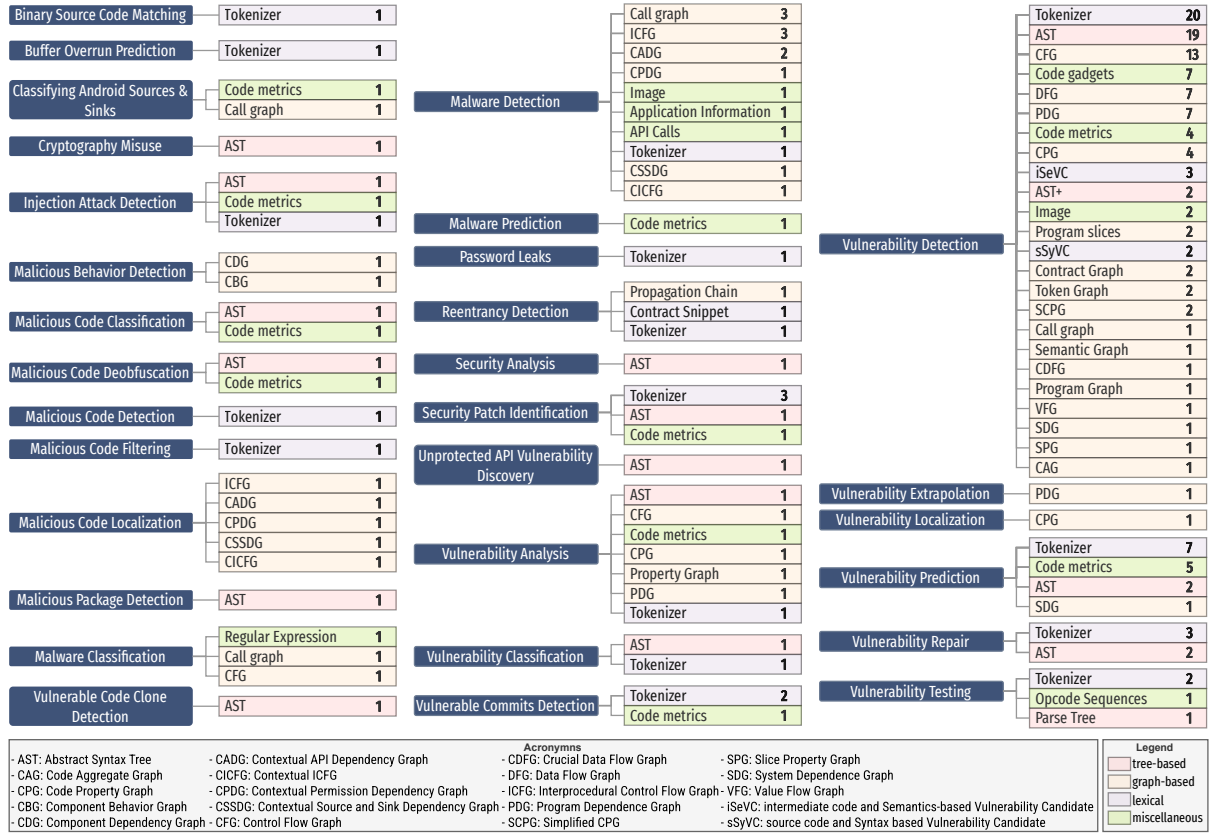 Binary Source Code Matching
Tokenizer 1
Buffer Overrun Prediction
Tokenizer 1
Classifying Android Sources &
Sinks
Code metrics 1
Call graph 1
Cryptography Misuse
AST 1
Injection Attack Detection
AST 1
Code metrics 1
Tokenizer 1
Malicious Behavior Detection
CDG 1
CBG 1
Malicious Code Classification
AST 1
Code metrics 1
Malicious Code Deobfuscation
AST 1
Code metrics 1
Malicious Code Detection
Tokenizer 1
Malicious Code Filtering
Tokenizer 1
Malicious Code Localization
ICFG 1
CADG 1
CPDG 1
CSSDG 1
CICFG 1
Malicious Package Detection
AST 1
Malware Classification
Regular Expression 1
Call graph 1
CFG 1
Vulnerable Code Clone
Detection
AST 1
Malware Detection
Call graph 3
ICFG 3
CADG 2
CPDG 1
Image 1
Application Information 1
API Calls 1
Tokenizer 1
CSSDG 1
CICFG 1
Malware Prediction
Code metrics 1
Password Leaks
Tokenizer 1
Reentrancy Detection
Propagation Chain 1
Contract Snippet 1
Tokenizer 1
Security Analysis
AST 1
Security Patch Identification
Tokenizer 3
AST 1
Code metrics 1
Unprotected API Vulnerability
Discovery
AST 1
Vulnerability Analysis
AST 1
CFG 1
Code metrics 1
CPG 1
Property Graph 1
PDG 1
Tokenizer 1
Vulnerability Classification
AST 1
Tokenizer 1
Vulnerable Commits Detection
Tokenizer 2
Code metrics 1
Vulnerability Detection
Tokenizer 20
AST 19
CFG 13
Code gadgets 7
DFG 7
PDG 7
Code metrics 4
CPG 4
iSeVC 3
AST+ 2
Image 2
Program slices 2
sSyVC 2
Contract Graph 2
Token Graph 2
SCPG 2
Call graph 1
Semantic Graph 1
CDFG 1
Program Graph 1
VFG 1
SDG 1
SPG 1
CAG 1
Vulnerability Extrapolation
PDG 1
Vulnerability Localization
CPG 1
Vulnerability Prediction
Tokenizer 7
Code metrics 5
AST 2
SDG 1
Vulnerability Repair
Tokenizer 3
AST 2
Vulnerability Testing
Tokenizer 2
Opcode Sequences 1
Parse Tree 1
Acronymns
- AST: Abstract Syntax Tree
- CAG: Code Aggregate Graph
- CPG: Code Property Graph
- CBG: Component Behavior Graph
- CDG: Component Dependency Graph
- CADG: Contextual API Dependency Graph
- CICFG: Contextual ICFG
- CPDG: Contextual Permission Dependency Graph
- CSSDG: Contextual Source and Sink Dependency Graph
- CFG: Control Flow Graph
- CDFG: Crucial Data Flow Graph
- DFG: Data Flow Graph
- ICFG: Interprocedural Control Flow Graph
- PDG: Program Dependence Graph
- SCPG: Simplified CPG
- SPG: Slice Property Graph
- SDG: System Dependence Graph
- VFG: Value Flow Graph
- iSeVC: intermediate code and Semantics-based Vulnerability Candidate
- sSyVC: source code and Syntax based Vulnerability Candidate
Legend
tree-based
graph-based
lexical
miscellaneous